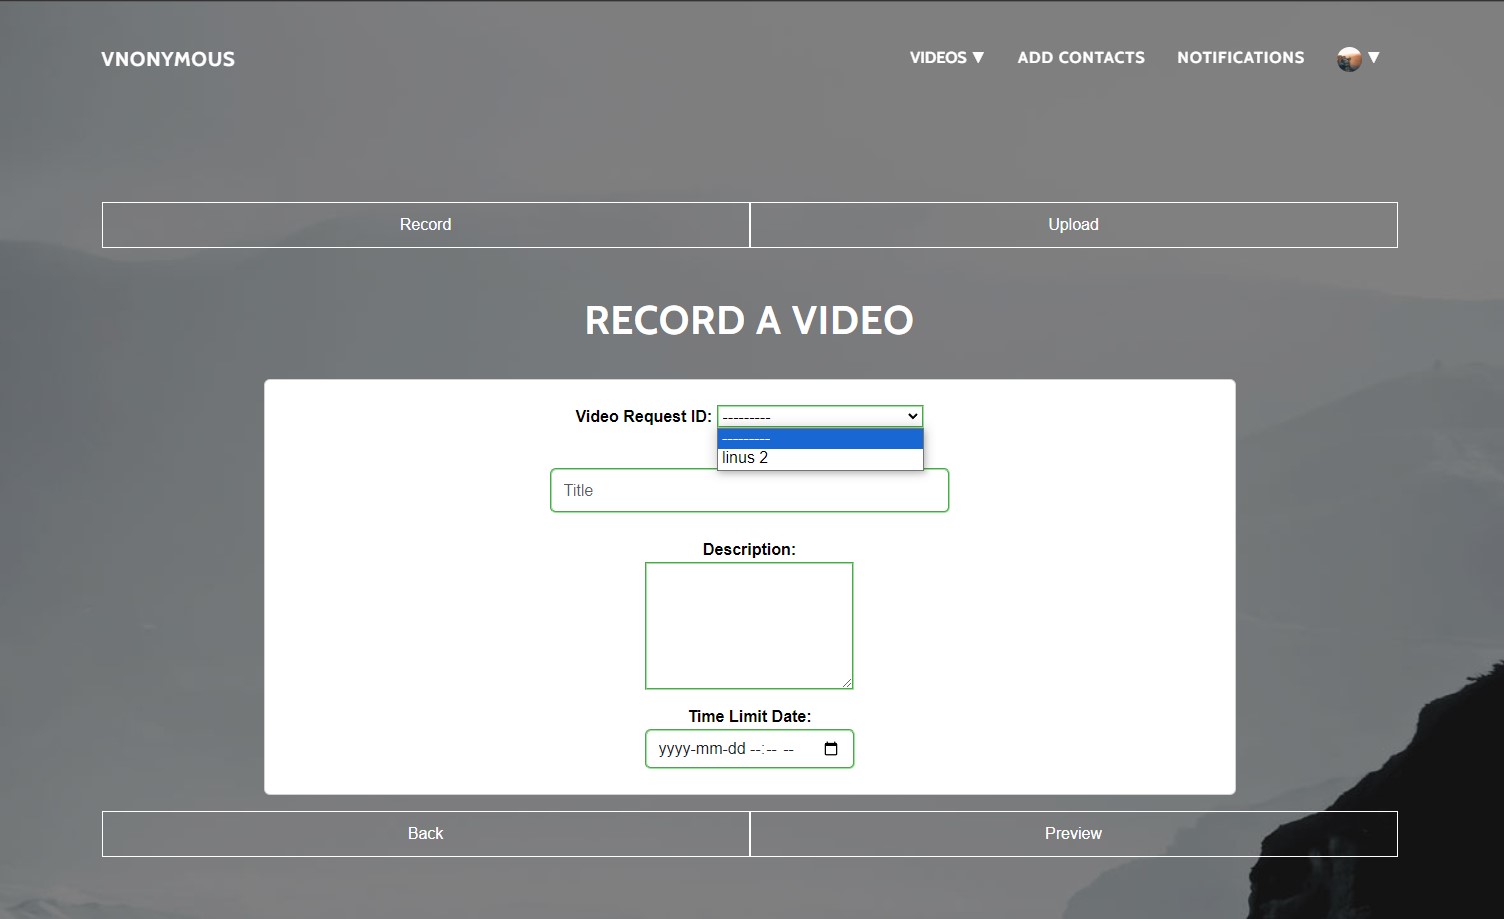 VNONYMOUS
VIDEOS ▼ ADD CONTACTS NOTIFICATIONS ▼
Record Upload
RECORD A VIDEO
Video Request ID: ---------
---------
linus 2
Title
Description:
Time Limit Date:
yyyy-mm-dd --:-- --
Back Preview